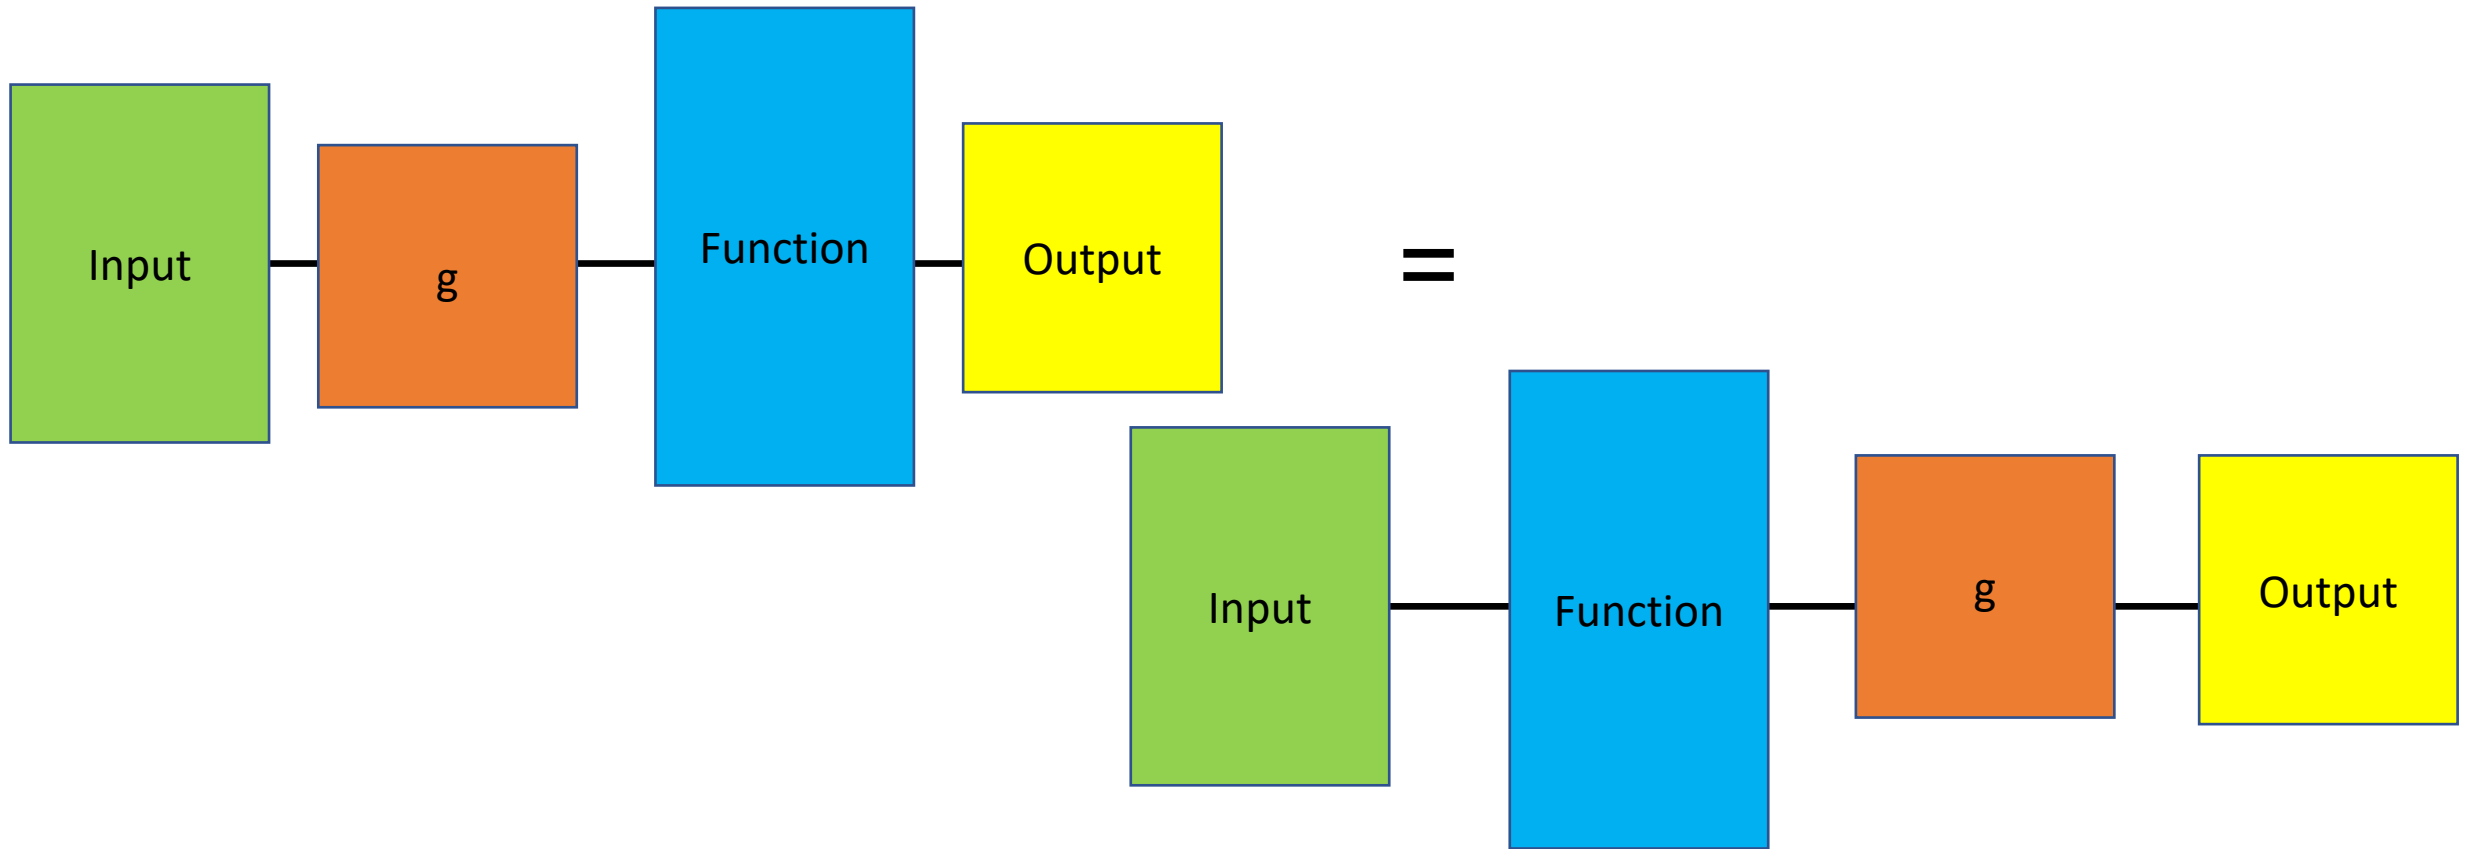 Input
g
Function
Output
=
Input
Function
g
Output